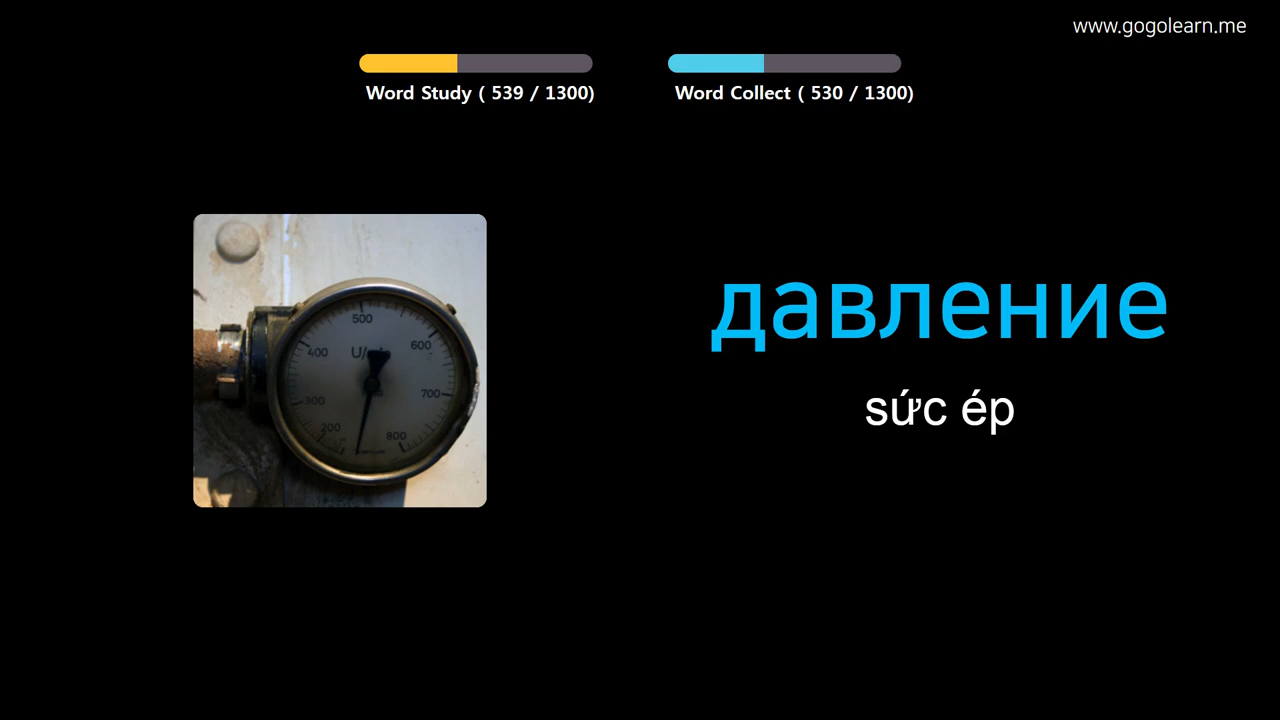 www.gogolearn.me
Word Study ( 539 / 1300)
Word Collect ( 530 / 1300)
500
400
600
300
700
200
800
давление
sức ép